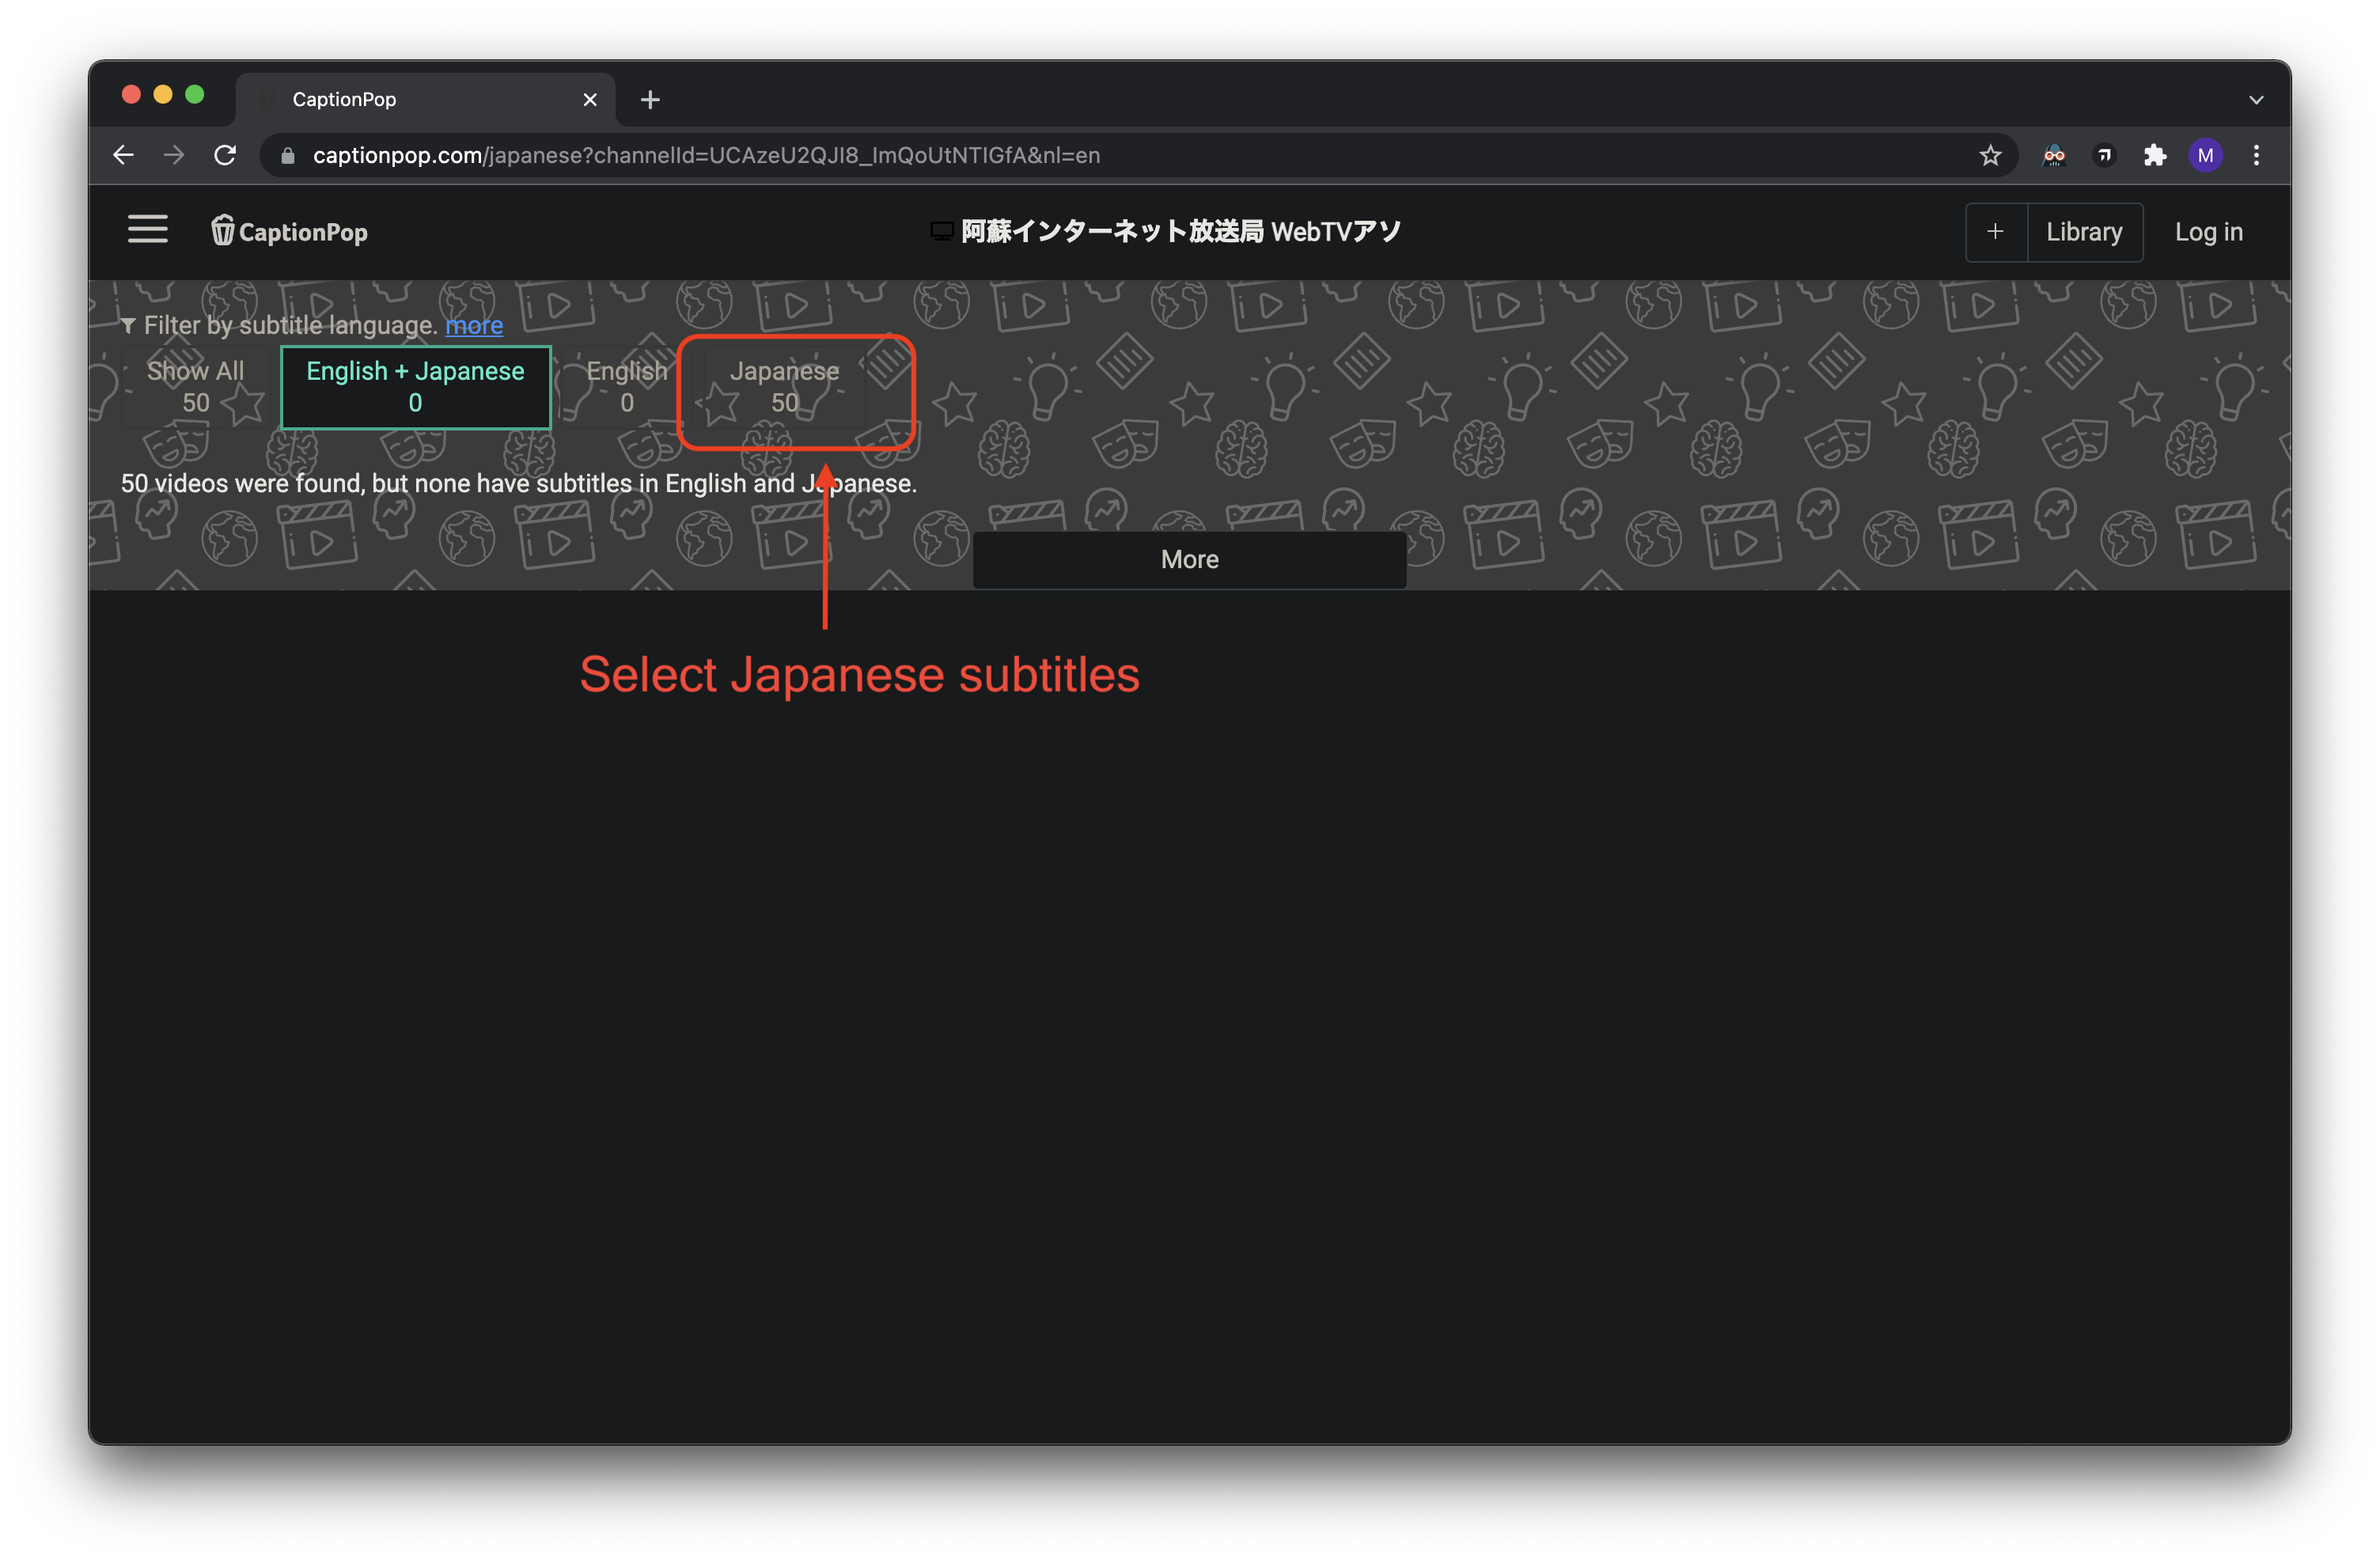 CaptionPop
captionpop.com/japanese?channelId=UCAzeU2QJI8_ImQoUtNTIGfA&nl=en
M
CaptionPop
阿蘇インターネット放送局 WebTVアソ
+
Library
Log in
Filter by subtitle language. more
Show All
50
English + Japanese
0
English
0
Japanese
50
50 videos were found, but none have subtitles in English and Japanese.
More
Select Japanese subtitles